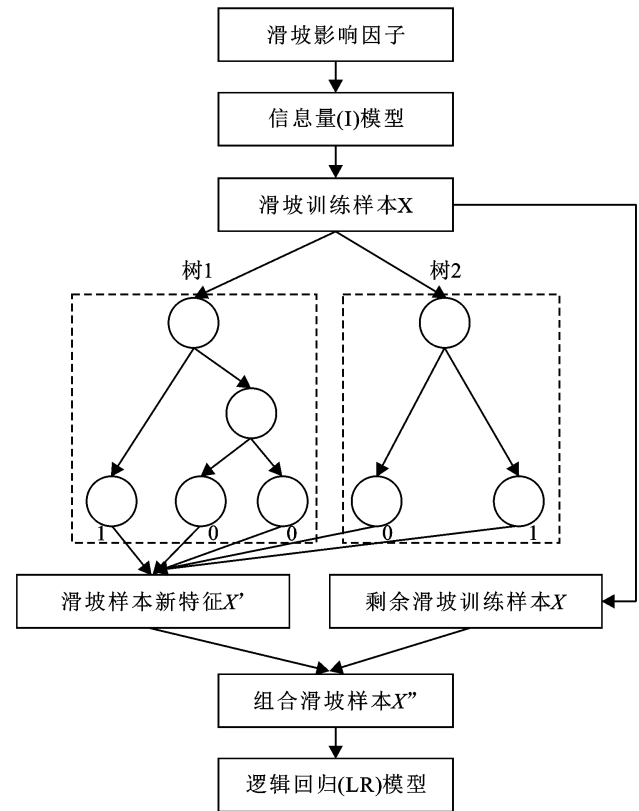 滑坡影响因子
信息量(I)模型
滑坡训练样本X
树1
树2
1
0
0
0
1
滑坡样本新特征X'
剩余滑坡训练样本X
组合滑坡样本X"
逻辑回归(LR)模型